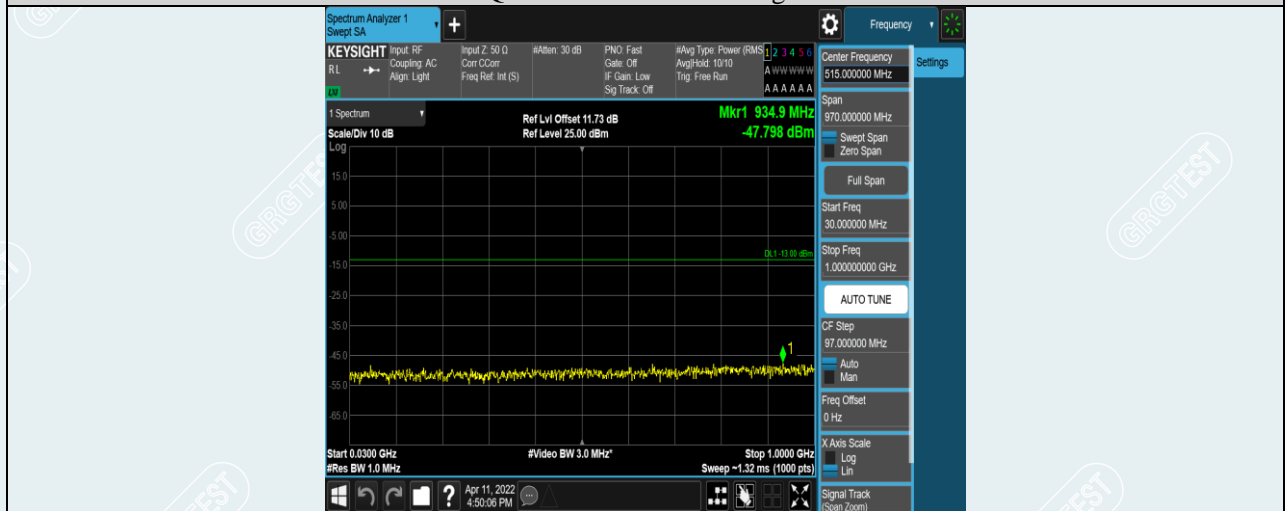 Spectrum Analyzer 1
Swept SA
+
Frequency
KEYSIGHT
RL
Input: RF
Coupling: AC
Align: Light
Input Z: 50 Ω
Corr CCorr
Freq Ref: Int (S)
#Atten: 30 dB
PNO: Fast
Gate: Off
IF Gain: Low
Sig Track: Off
#Avg Type: Power (RMS
Avg|Hold: 10/10
Trig: Free Run
1 2 3 4 5 6
A W W W W W
A A A A A A
1 Spectrum
Scale/Div 10 dB
Log
Ref Lvl Offset 11.73 dB
Ref Level 25.00 dBm
Mkr1 934.9 MHz
-47.798 dBm
15.0
5.00
-5.00
-15.0
-25.0
-35.0
-45.0
-55.0
-65.0
DL1 -13.00 dBm
1
Start 0.0300 GHz
#Res BW 1.0 MHz
#Video BW 3.0 MHz*
Stop 1.0000 GHz
Sweep ~1.32 ms (1000 pts)
Apr 11, 2022
4:50:06 PM
?
Center Frequency
515.000000 MHz
Settings
Span
970.000000 MHz
Swept Span
Zero Span
Full Span
Start Freq
30.000000 MHz
Stop Freq
1.000000000 GHz
AUTO TUNE
CF Step
97.000000 MHz
Auto
Man
Freq Offset
0 Hz
X Axis Scale
Log
Lin
Signal Track
(Span Zoom)
GRGTEST
GRGTEST